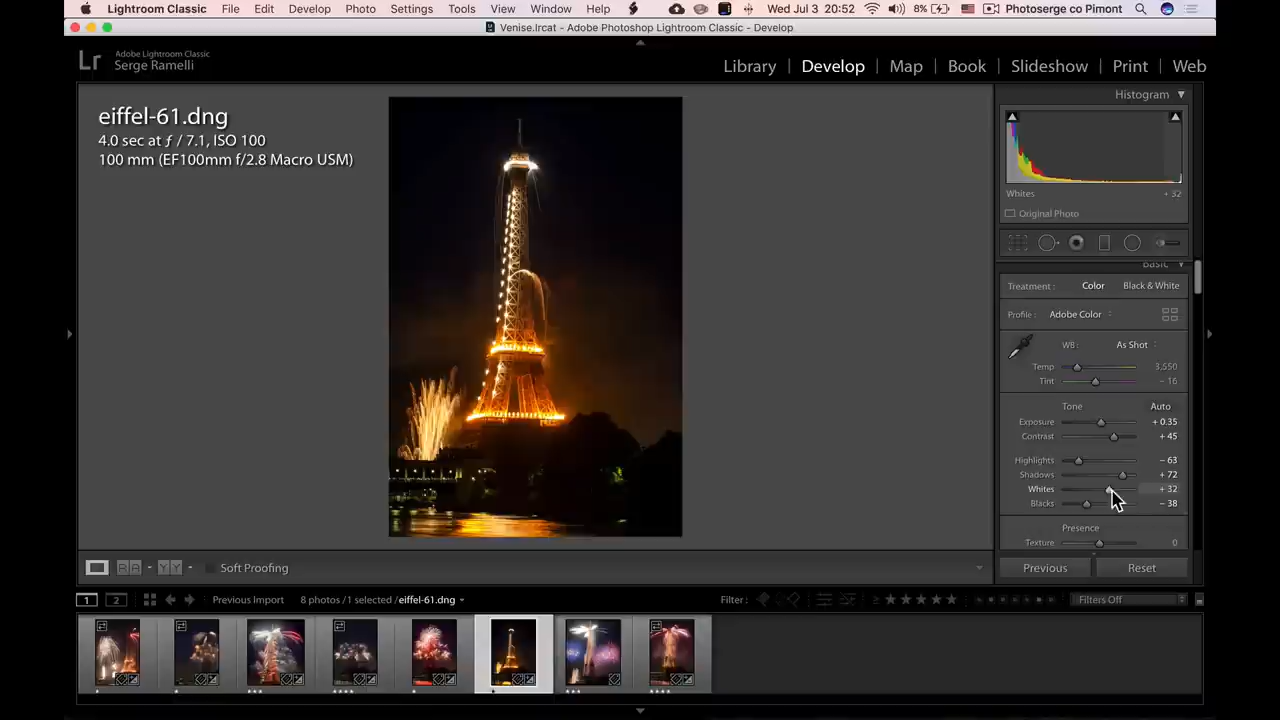 Lightroom Classic File Edit Develop Photo Settings Tools View Window Help Wed Jul 3 20:52 8% Photoserge co Pimont
Venise.lrcat - Adobe Photoshop Lightroom Classic - Develop
Lr Adobe Lightroom Classic
Serge Ramelli
Library | Develop | Map | Book | Slideshow | Print | Web
Histogram
eiffel-61.dng
4.0 sec at ƒ / 7.1, ISO 100
100 mm (EF100mm f/2.8 Macro USM)
Whites + 32
Original Photo
Basic
Treatment : Color Black & White
Profile : Adobe Color
WB : As Shot
Temp 3,550
Tint − 16
Tone Auto
Exposure + 0.35
Contrast + 45
Highlights − 63
Shadows + 72
Whites + 32
Blacks − 38
Presence
Texture 0
R A Y Y Soft Proofing
Previous Reset
1 2 Previous Import 8 photos / 1 selected / eiffel-61.dng Filter : ≥ ★★★★★ Filters Off